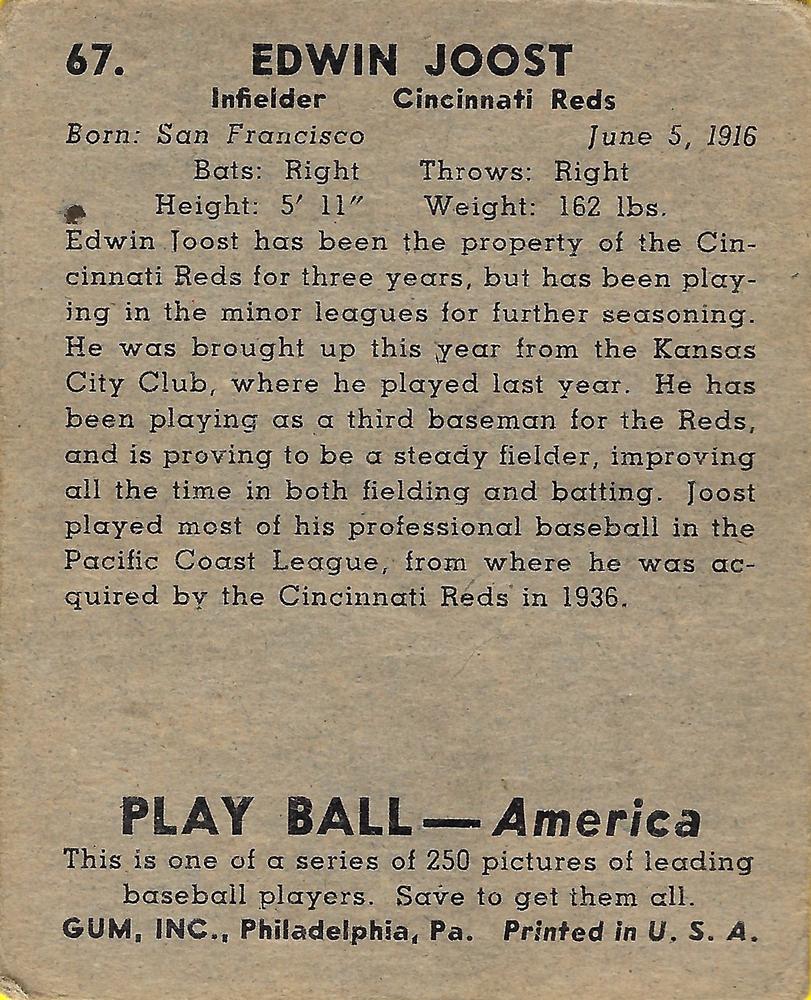 67. EDWIN JOOST
Infielder Cincinnati Reds
Born: San Francisco June 5, 1916
Bats: Right Throws: Right
Height: 5' 11" Weight: 162 lbs.
Edwin Joost has been the property of the Cin-
cinnati Reds for three years, but has been play-
ing in the minor leagues for further seasoning.
He was brought up this year from the Kansas
City Club, where he played last year. He has
been playing as a third baseman for the Reds,
and is proving to be a steady fielder, improving
all the time in both fielding and batting. Joost
played most of his professional baseball in the
Pacific Coast League, from where he was ac-
quired by the Cincinnati Reds in 1936.
PLAY BALL—America
This is one of a series of 250 pictures of leading
baseball players. Save to get them all.
GUM, INC., Philadelphia, Pa. Printed in U. S. A.